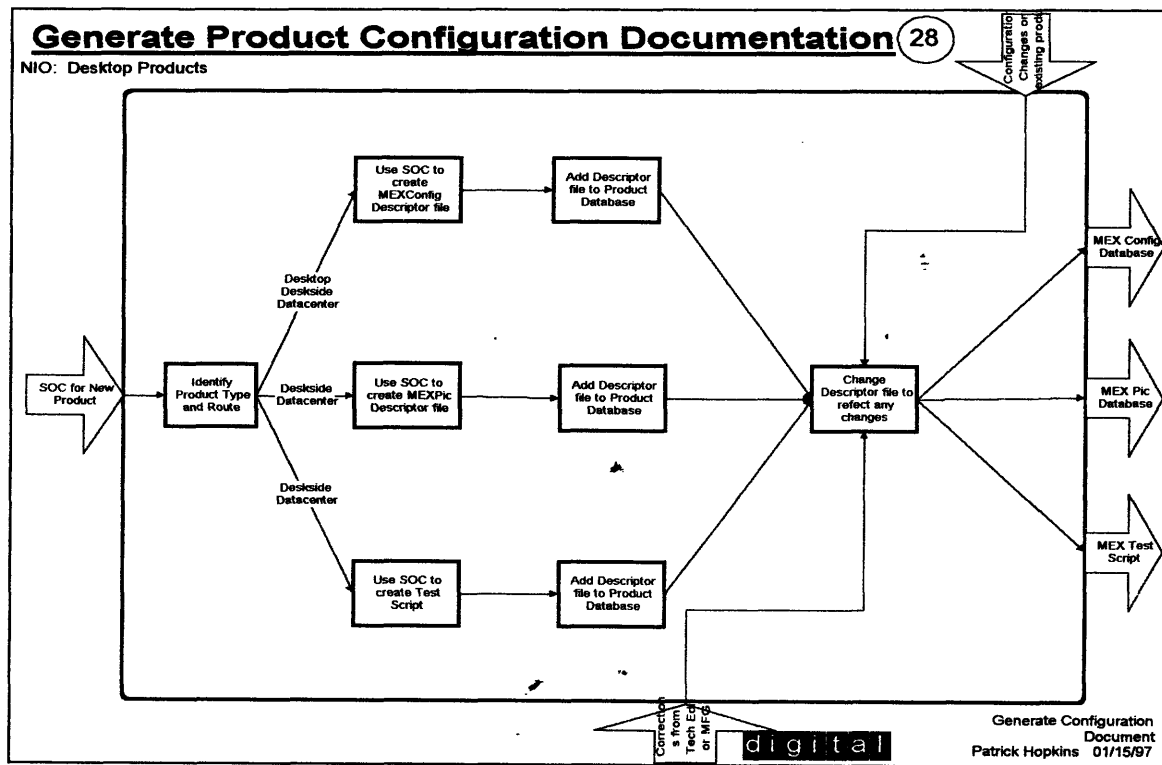 Generate Product Configuration Documentation 28
NIO: Desktop Products
Configuration
Changes on
existing produ
Use SOC to
create
MEXConfig
Descriptor file
Add Descriptor
file to Product
Database
MEX Config
Database
Desktop
Deskside
Datacenter
SOC for New
Product
Identify
Product Type
and Route
Deskside
Datacenter
Use SOC to
create MEXPic
Descriptor file
Add Descriptor
file to Product
Database
Change
Descriptor file to
refect any
changes
MEX Pic
Database
Deskside
Datacenter
MEX Test
Script
Use SOC to
create Test
Script
Add Descriptor
file to Product
Database
Correction
s from
Tech Edi
or MFG
digital
Generate Configuration
Document
Patrick Hopkins 01/15/97